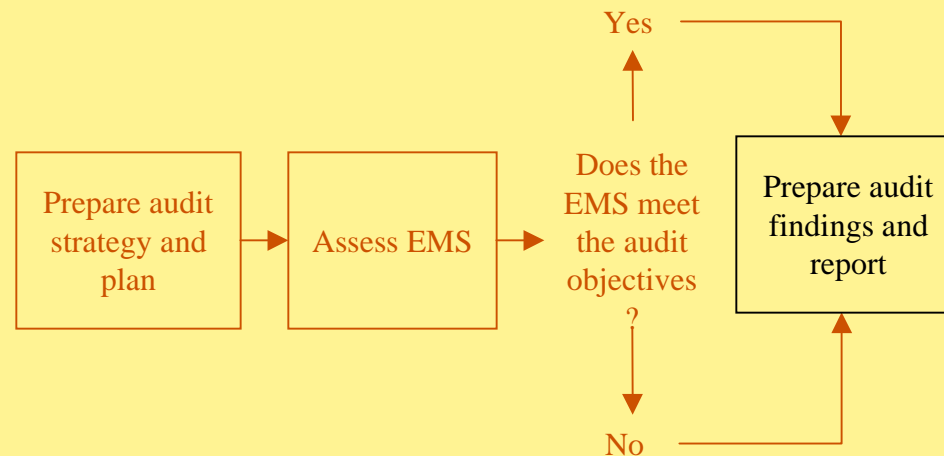 Prepare audit
strategy and
plan
Assess EMS
Does the
EMS meet
the audit
objectives
?
Yes
No
Prepare audit
findings and
report